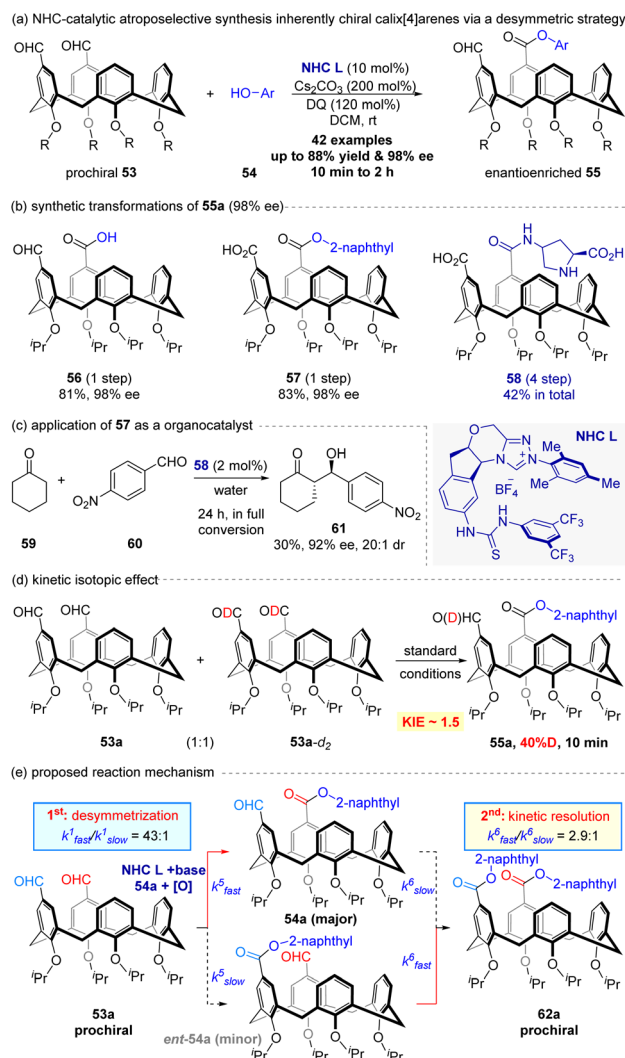 (a) NHC-catalytic atroposelective synthesis inherently chiral calix[4]arenes via a desymmetric strategy
OHC OHC
O O–Ar
OHC
NHC L (10 mol%)
Cs2CO3 (200 mol%)
+ HO–Ar
DQ (120 mol%)
DCM, rt
42 examples
up to 88% yield & 98% ee
10 min to 2 h
O O O O
R R R R
O O O O
R R R R
prochiral 53
54
enantioenriched 55
(b) synthetic transformations of 55a (98% ee)
OHC O OH
HO2C O O–2-naphthyl
HO2C O HN NH CO2H
O O O O
iPr iPr iPr iPr
O O O O
iPr iPr iPr iPr
O O O O
iPr iPr iPr iPr
56 (1 step)
81%, 98% ee
57 (1 step)
83%, 98% ee
58 (4 step)
42% in total
(c) application of 57 as a organocatalyst
O + CHO
O2N
58 (2 mol%)
water
24 h, in full
conversion
O OH
NO2
59
60
61
30%, 92% ee, 20:1 dr
NHC L
O N N + N
Me
Me Me
BF4 −
N H S HN
CF3
CF3
(d) kinetic isotopic effect
OHC OHC
+
ODC ODC
standard
conditions
O(D)HC O O–2-naphthyl
O O O O
iPr iPr iPr iPr
O O O O
iPr iPr iPr iPr
O O O O
iPr iPr iPr iPr
KIE ~ 1.5
53a
(1:1)
53a-d2
55a, 40%D, 10 min
(e) proposed reaction mechanism
1st: desymmetrization
k1fast/k1slow = 43:1
OHC O O–2-naphthyl
O O O O
iPr iPr iPr iPr
54a (major)
2nd: kinetic resolution
k6fast/k6slow = 2.9:1
OHC OHC
NHC L +base
54a + [O]
k5fast
k6slow
k5slow
k6fast
O O O O
iPr iPr iPr iPr
53a
prochiral
O O–2-naphthyl
OHC
O O O O
iPr iPr iPr iPr
ent-54a (minor)
2-naphthyl
O O O O–2-naphthyl
O O O O
iPr iPr iPr iPr
62a
prochiral